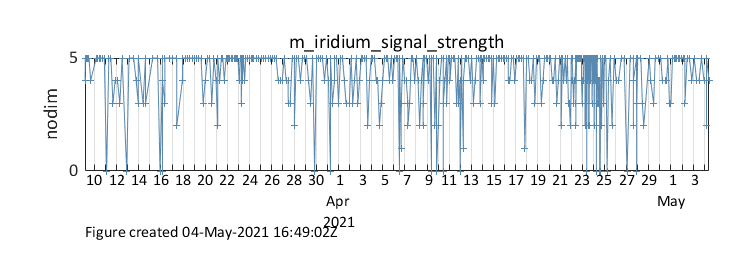 m_iridium_signal_strength
5
nodim
0
10 12 14 16 18 20 22 24 26 28 30 1 3 5 7 9 11 13 15 17 19 21 23 25 27 29 1 3
Apr May
2021
Figure created 04-May-2021 16:49:02Z